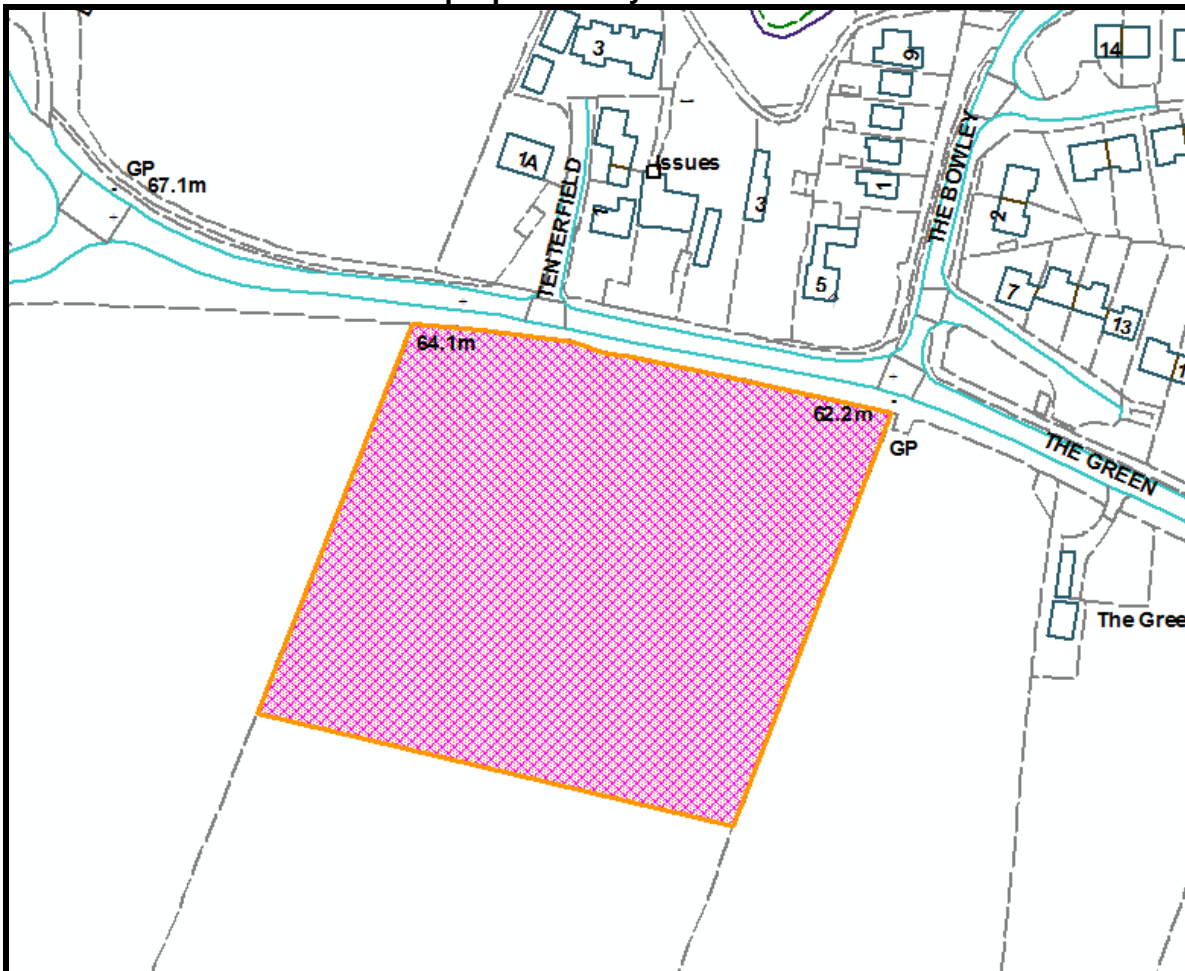 3
9
14
GP
67.1m
1A
Issues
TENTERFIELD
3
1
THE BOWLEY
2
5
7
13
64.1m
62.2m
GP
THE GREEN
The Gree